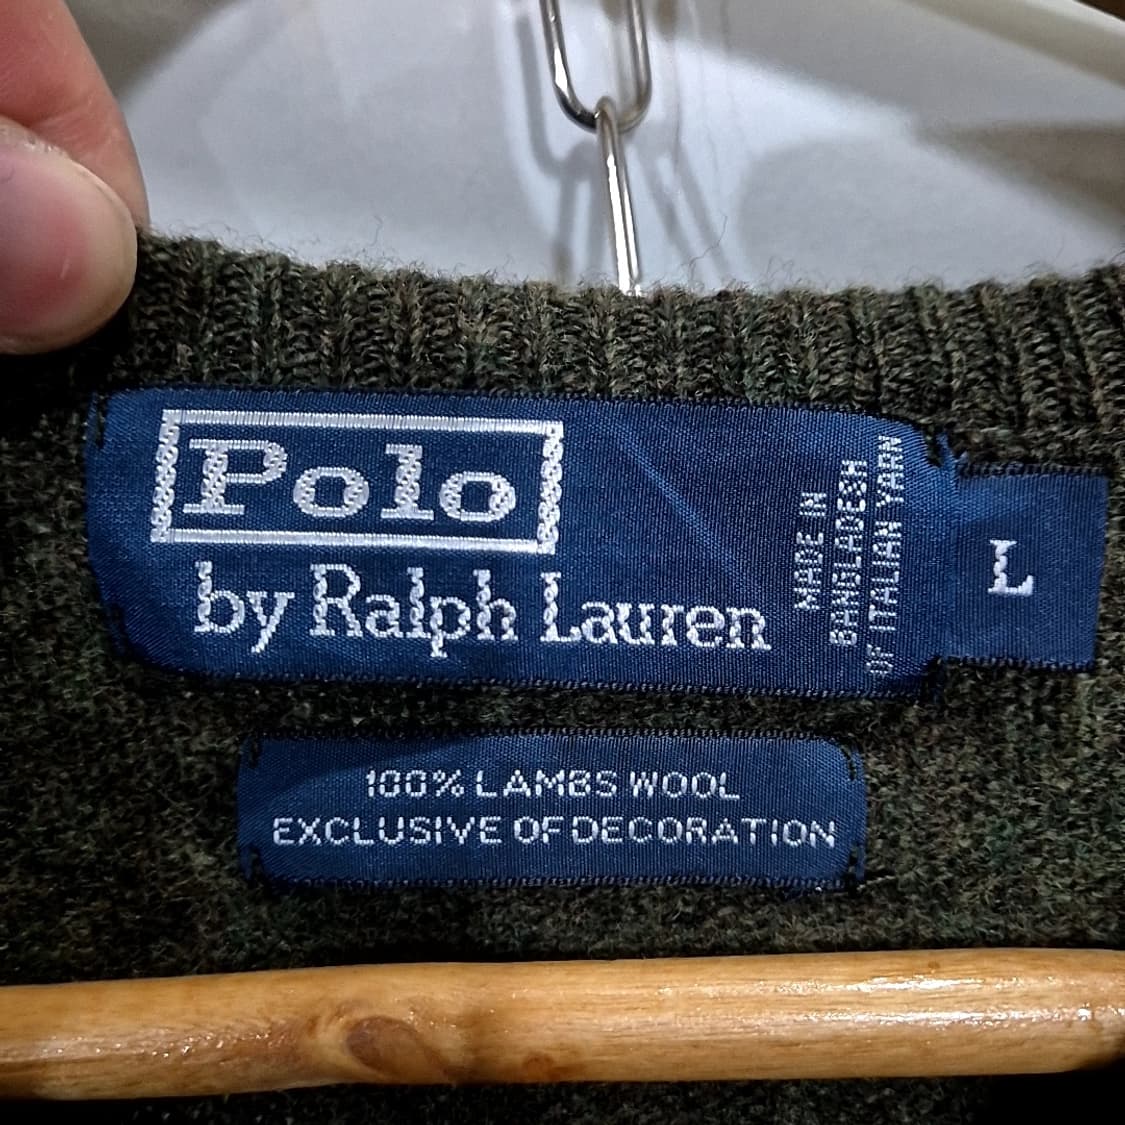 Polo
by Ralph Lauren
MADE IN
BANGLADESH
OF ITALIAN YARN
L
100% LAMBS WOOL
EXCLUSIVE OF DECORATION